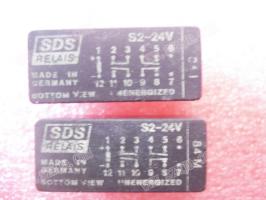 SDS
RELAIS
S2-24V
1 2 3 4 5 6
MADE IN
GERMANY
12 11 10 9 8 7
BOTTOM VIEW
ENERGIZED
SDS
RELAIS
S2-24V
1 2 3 4 5 6
MADE IN
GERMANY
12 11 10 9 8 7
BOTTOM VIEW
ENERGIZED
84M